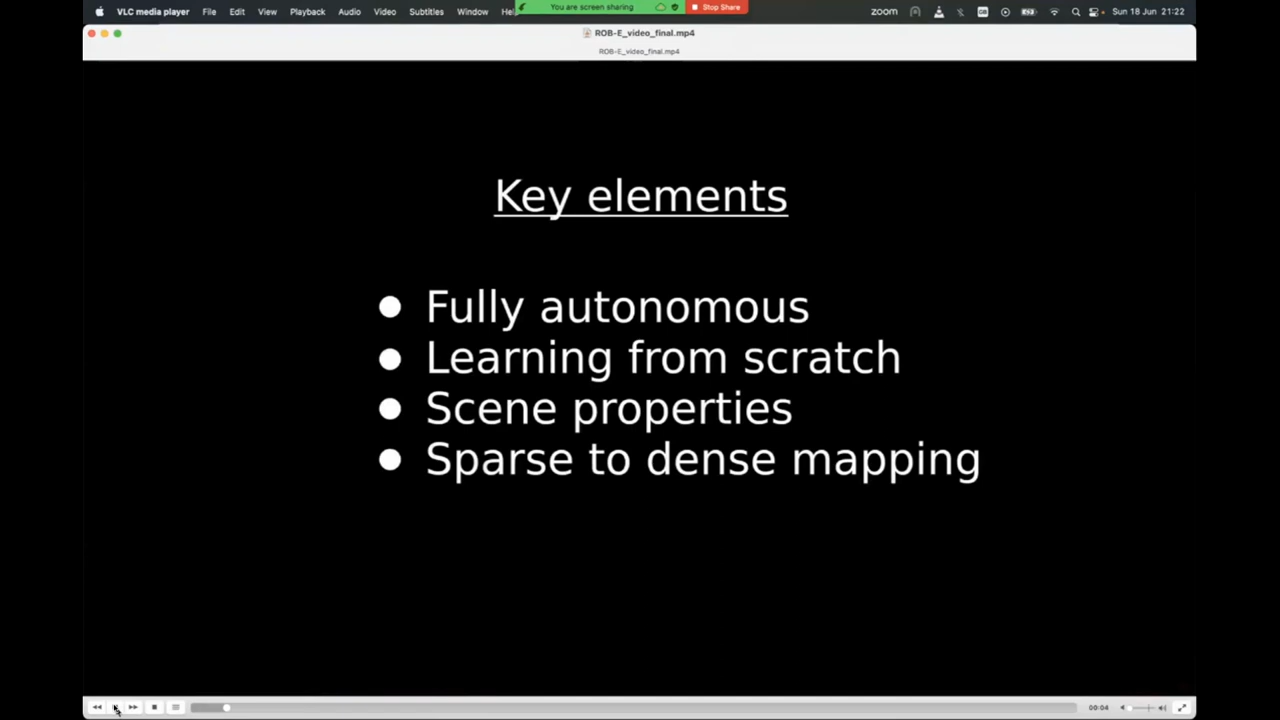 VLC media player File Edit View Playback Audio Video Subtitles Window Hel You are screen sharing Stop Share zoom Sun 18 Jun 21:22
ROB-E_video_final.mp4
ROB-E_video_final.mp4
Key elements
● Fully autonomous
● Learning from scratch
● Scene properties
● Sparse to dense mapping
00:04